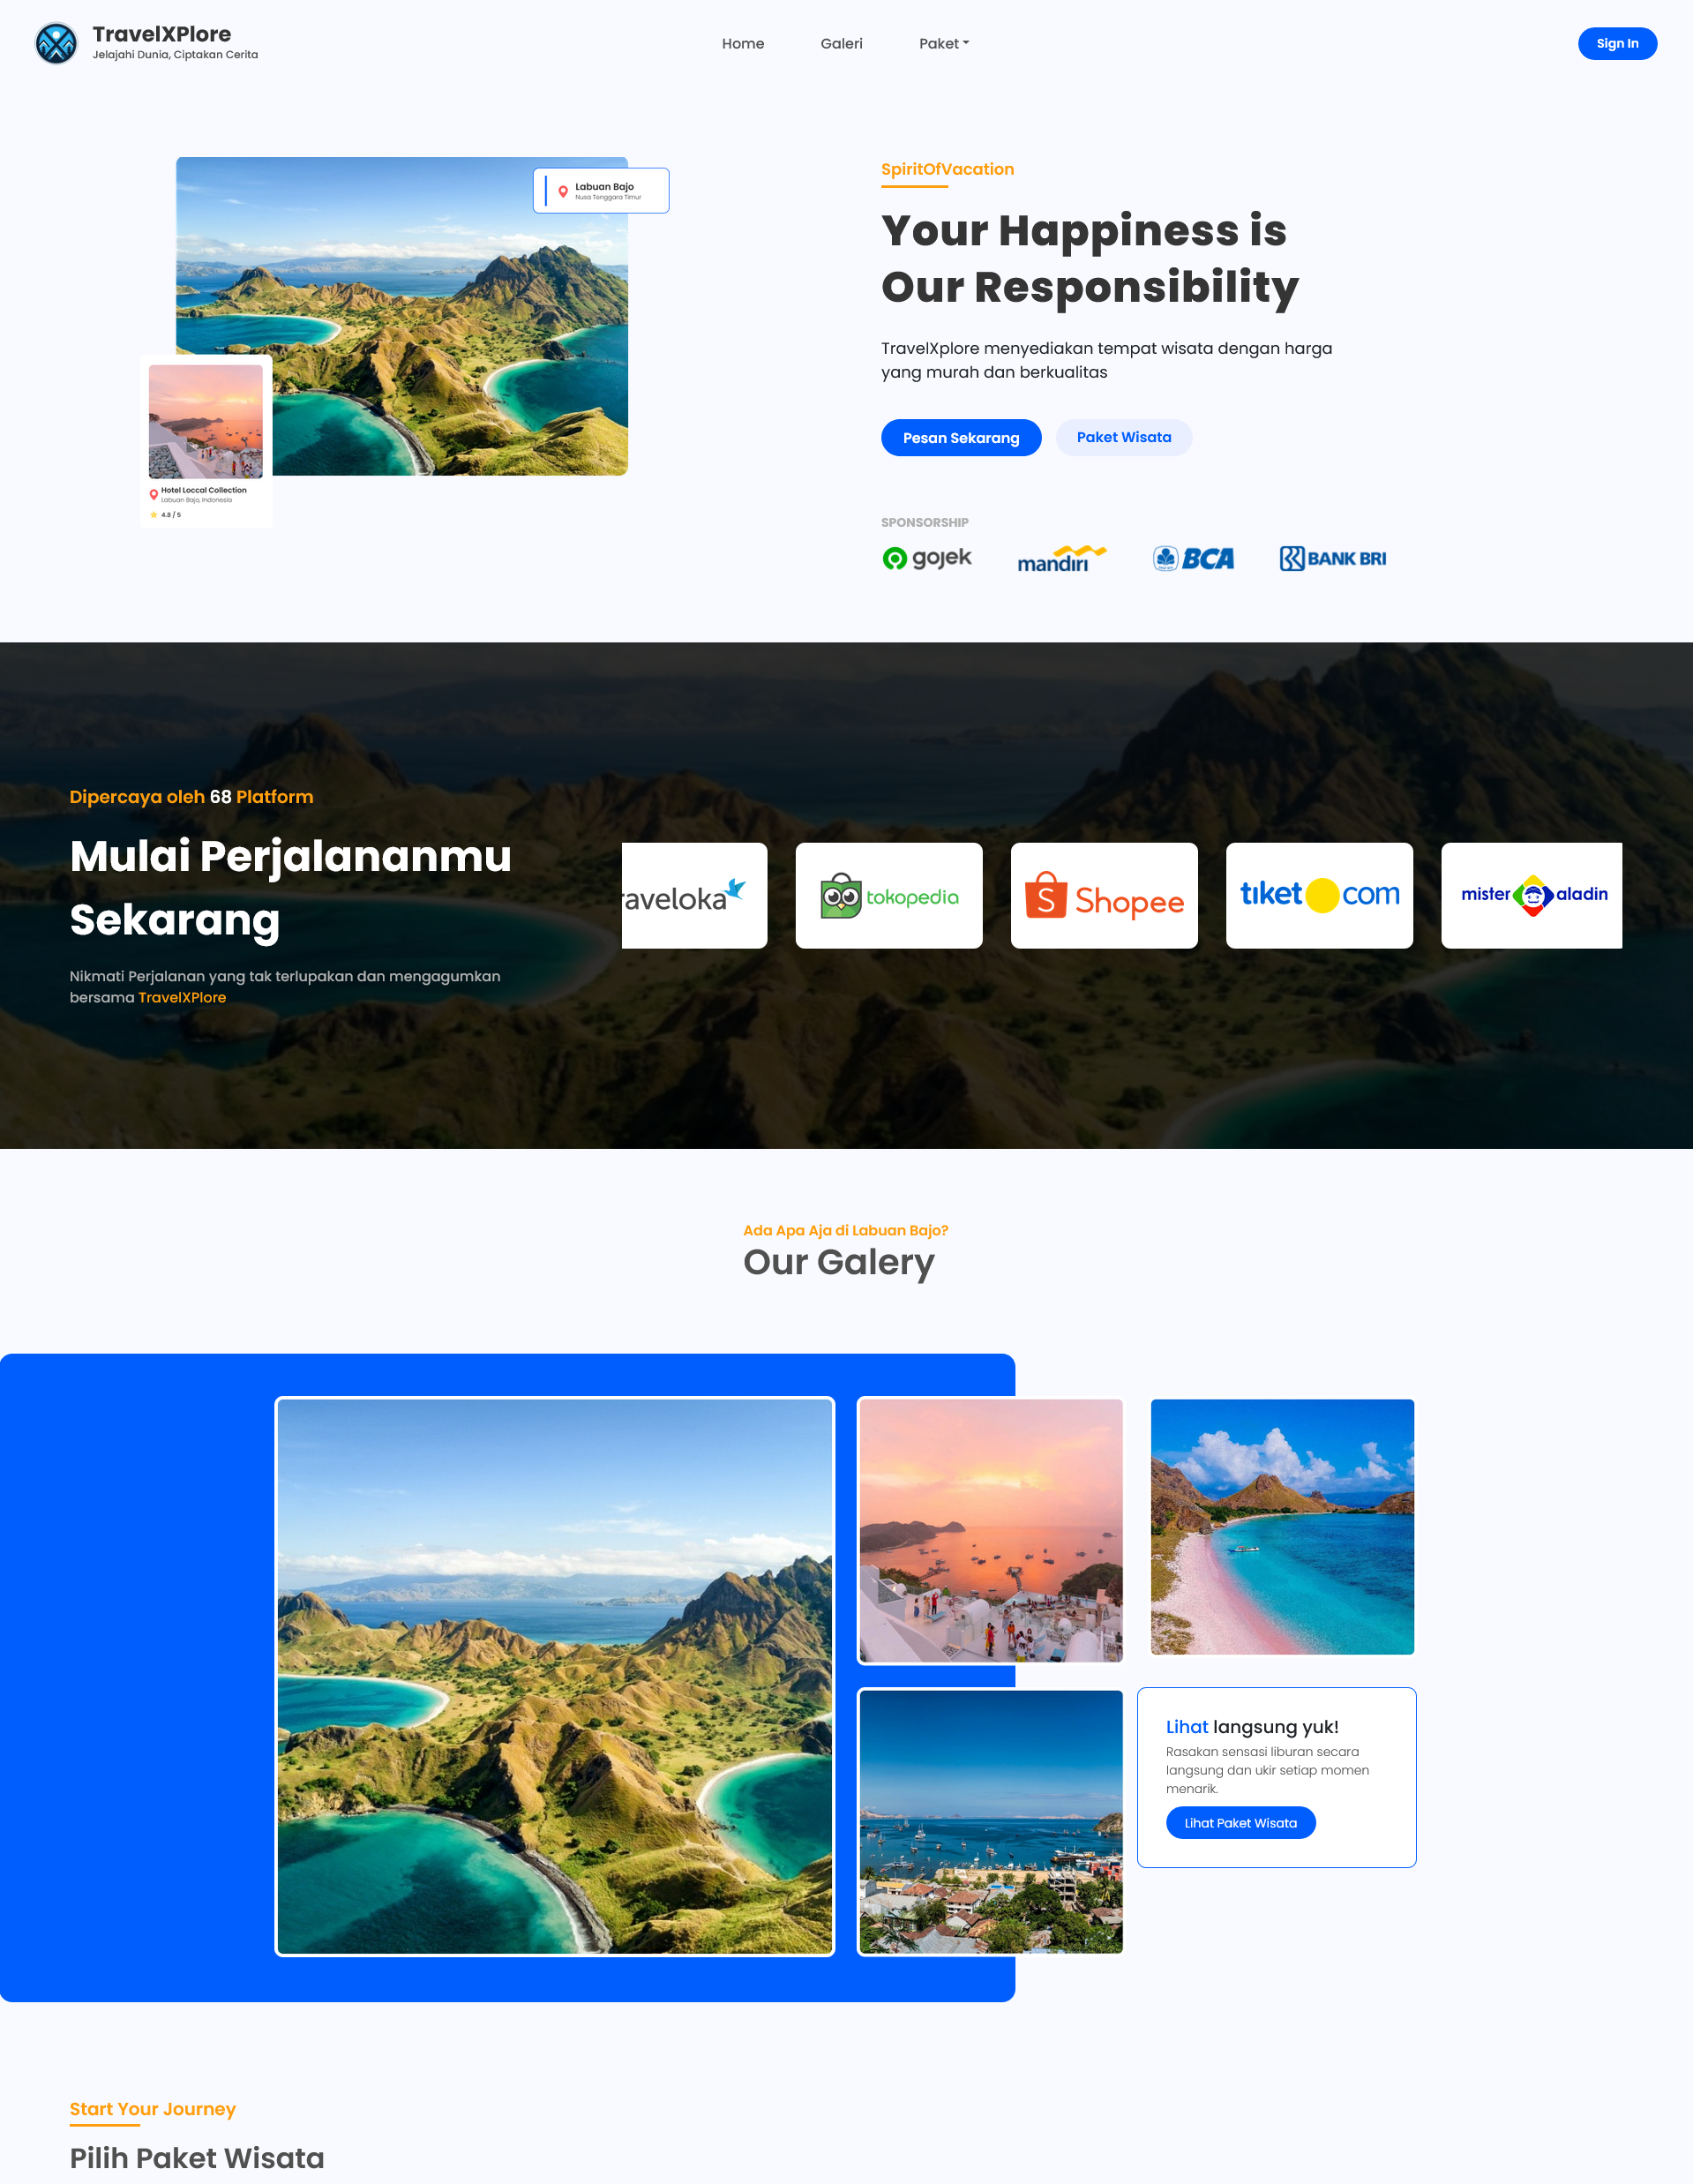 TravelXPlore
Jelajahi Dunia, Ciptakan Cerita
Home
Galeri
Paket
Sign In
Labuan Bajo
Nusa Tenggara Timur
Hotel Loccal Collection
Labuan Bajo, Indonesia
4.8 / 5
SpiritOfVacation
Your Happiness is
Our Responsibility
TravelXplore menyediakan tempat wisata dengan harga
yang murah dan berkualitas
Pesan Sekarang
Paket Wisata
SPONSORSHIP
gojek
mandiri
BCA
BANK BRI
Dipercaya oleh 68 Platform
Mulai Perjalananmu
Sekarang
Nikmati Perjalanan yang tak terlupakan dan mengagumkan
bersama TravelXPlore
raveloka
tokopedia
Shopee
tiket com
mister aladin
Ada Apa Aja di Labuan Bajo?
Our Galery
Lihat langsung yuk!
Rasakan sensasi liburan secara
langsung dan ukir setiap momen
menarik.
Lihat Paket Wisata
Start Your Journey
Pilih Paket Wisata